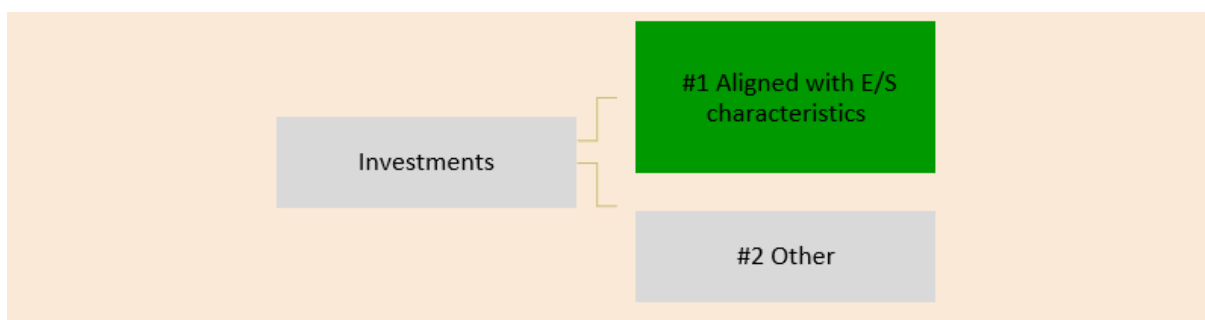 #1 Aligned with E/S
characteristics
Investments
#2 Other